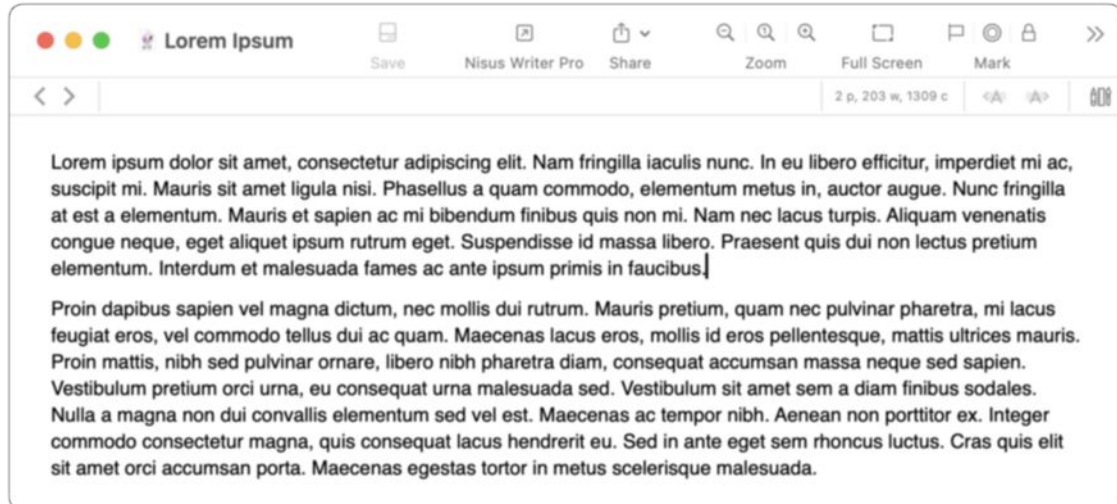 Lorem Ipsum
Save
Nisus Writer Pro
Share
Zoom
Full Screen
Mark
2 p, 203 w, 1309 c
<A
A>
Lorem ipsum dolor sit amet, consectetur adipiscing elit. Nam fringilla iaculis nunc. In eu libero efficitur, imperdiet mi ac,
suscipit mi. Mauris sit amet ligula nisi. Phasellus a quam commodo, elementum metus in, auctor augue. Nunc fringilla
at est a elementum. Mauris et sapien ac mi bibendum finibus quis non mi. Nam nec lacus turpis. Aliquam venenatis
congue neque, eget aliquet ipsum rutrum eget. Suspendisse id massa libero. Praesent quis dui non lectus pretium
elementum. Interdum et malesuada fames ac ante ipsum primis in faucibus.
Proin dapibus sapien vel magna dictum, nec mollis dui rutrum. Mauris pretium, quam nec pulvinar pharetra, mi lacus
feugiat eros, vel commodo tellus dui ac quam. Maecenas lacus eros, mollis id eros pellentesque, mattis ultrices mauris.
Proin mattis, nibh sed pulvinar ornare, libero nibh pharetra diam, consequat accumsan massa neque sed sapien.
Vestibulum pretium orci urna, eu consequat urna malesuada sed. Vestibulum sit amet sem a diam finibus sodales.
Nulla a magna non dui convallis elementum sed vel est. Maecenas ac tempor nibh. Aenean non porttitor ex. Integer
commodo consectetur magna, quis consequat lacus hendrerit eu. Sed in ante eget sem rhoncus luctus. Cras quis elit
sit amet orci accumsan porta. Maecenas egestas tortor in metus scelerisque malesuada.